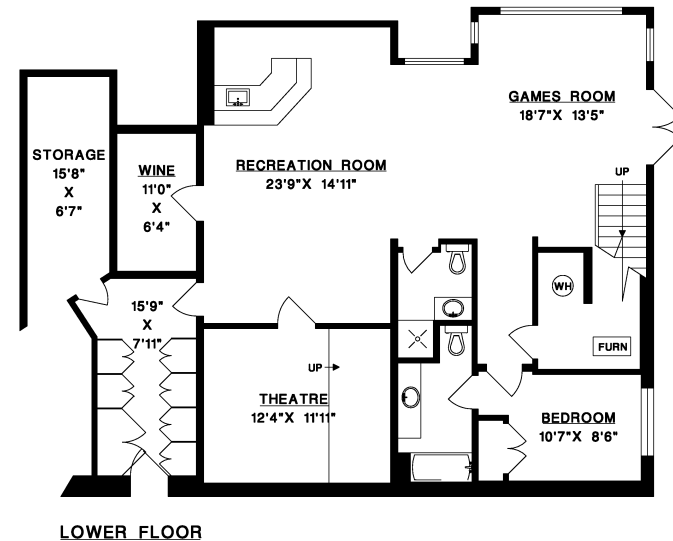 GAMES ROOM
18'7"X 13'5"
STORAGE
15'8"
X
6'7"
WINE
11'0"
X
6'4"
RECREATION ROOM
23'9"X 14'11"
UP
WH
15'9"
X
7'11"
FURN
UP
THEATRE
12'4"X 11'11"
BEDROOM
10'7"X 8'6"
LOWER FLOOR